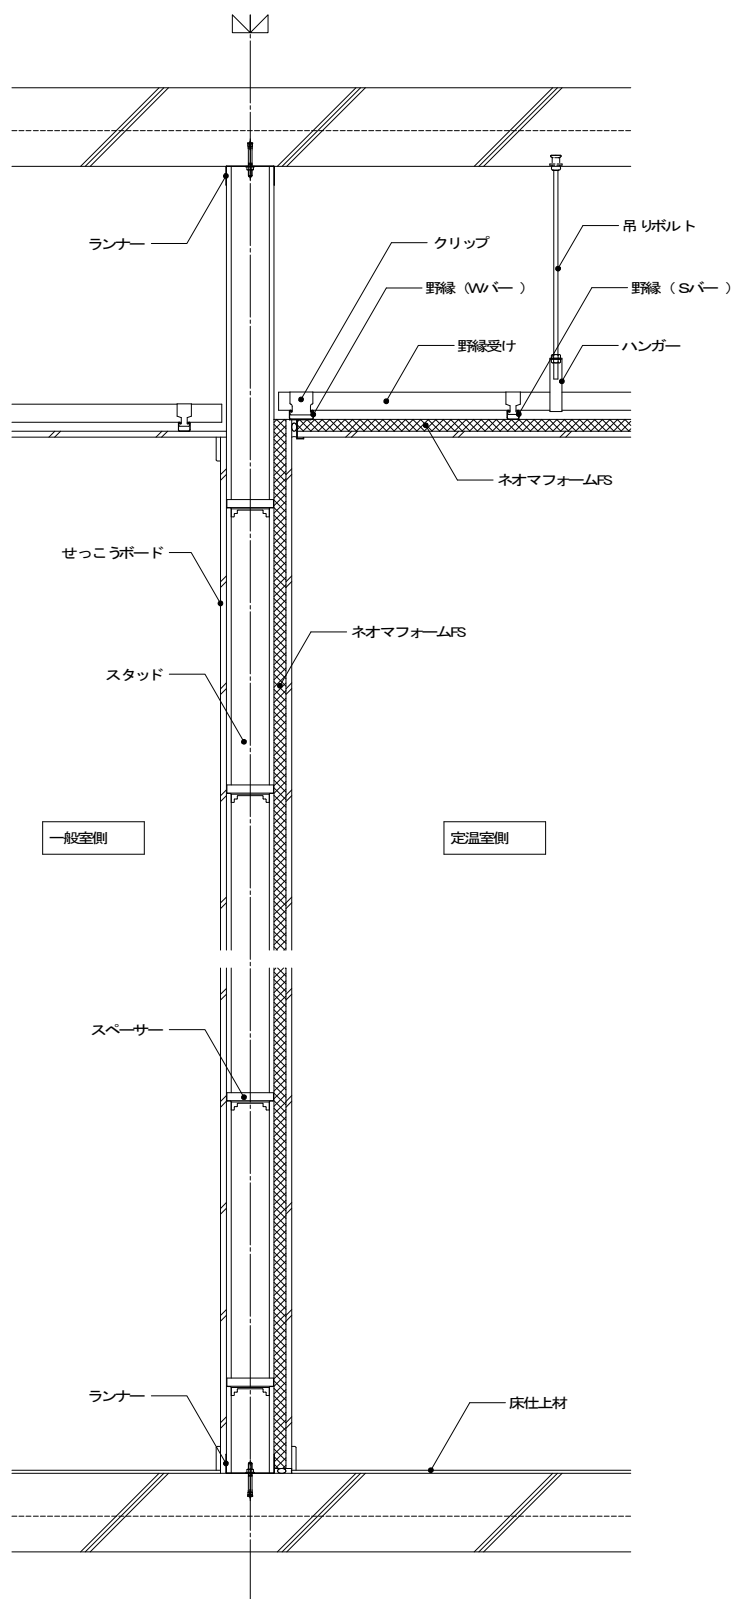 吊りボルト
ランナー
クリップ
野縁（Wバー）
野縁（Sバー）
野縁受け
ハンガー
ネオマフォームFS
せっこうボード
ネオマフォームFS
スタッド
一般室側
定温室側
スペーサー
ランナー
床仕上材